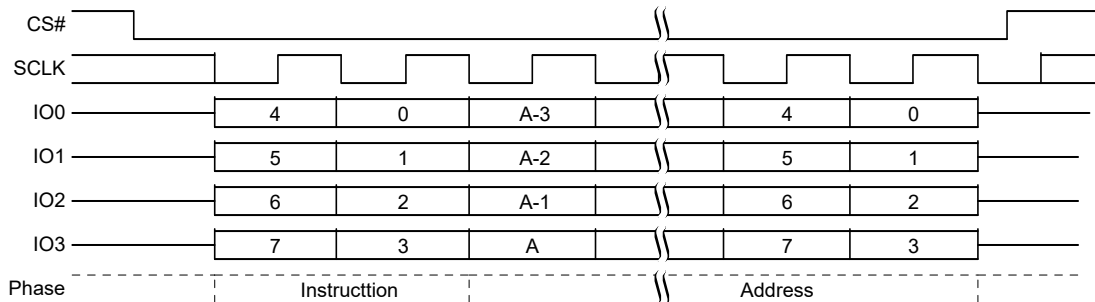 CS#
SCLK
IO0 4 0 A-3 4 0
IO1 5 1 A-2 5 1
IO2 6 2 A-1 6 2
IO3 7 3 A 7 3
Phase Instructtion Address